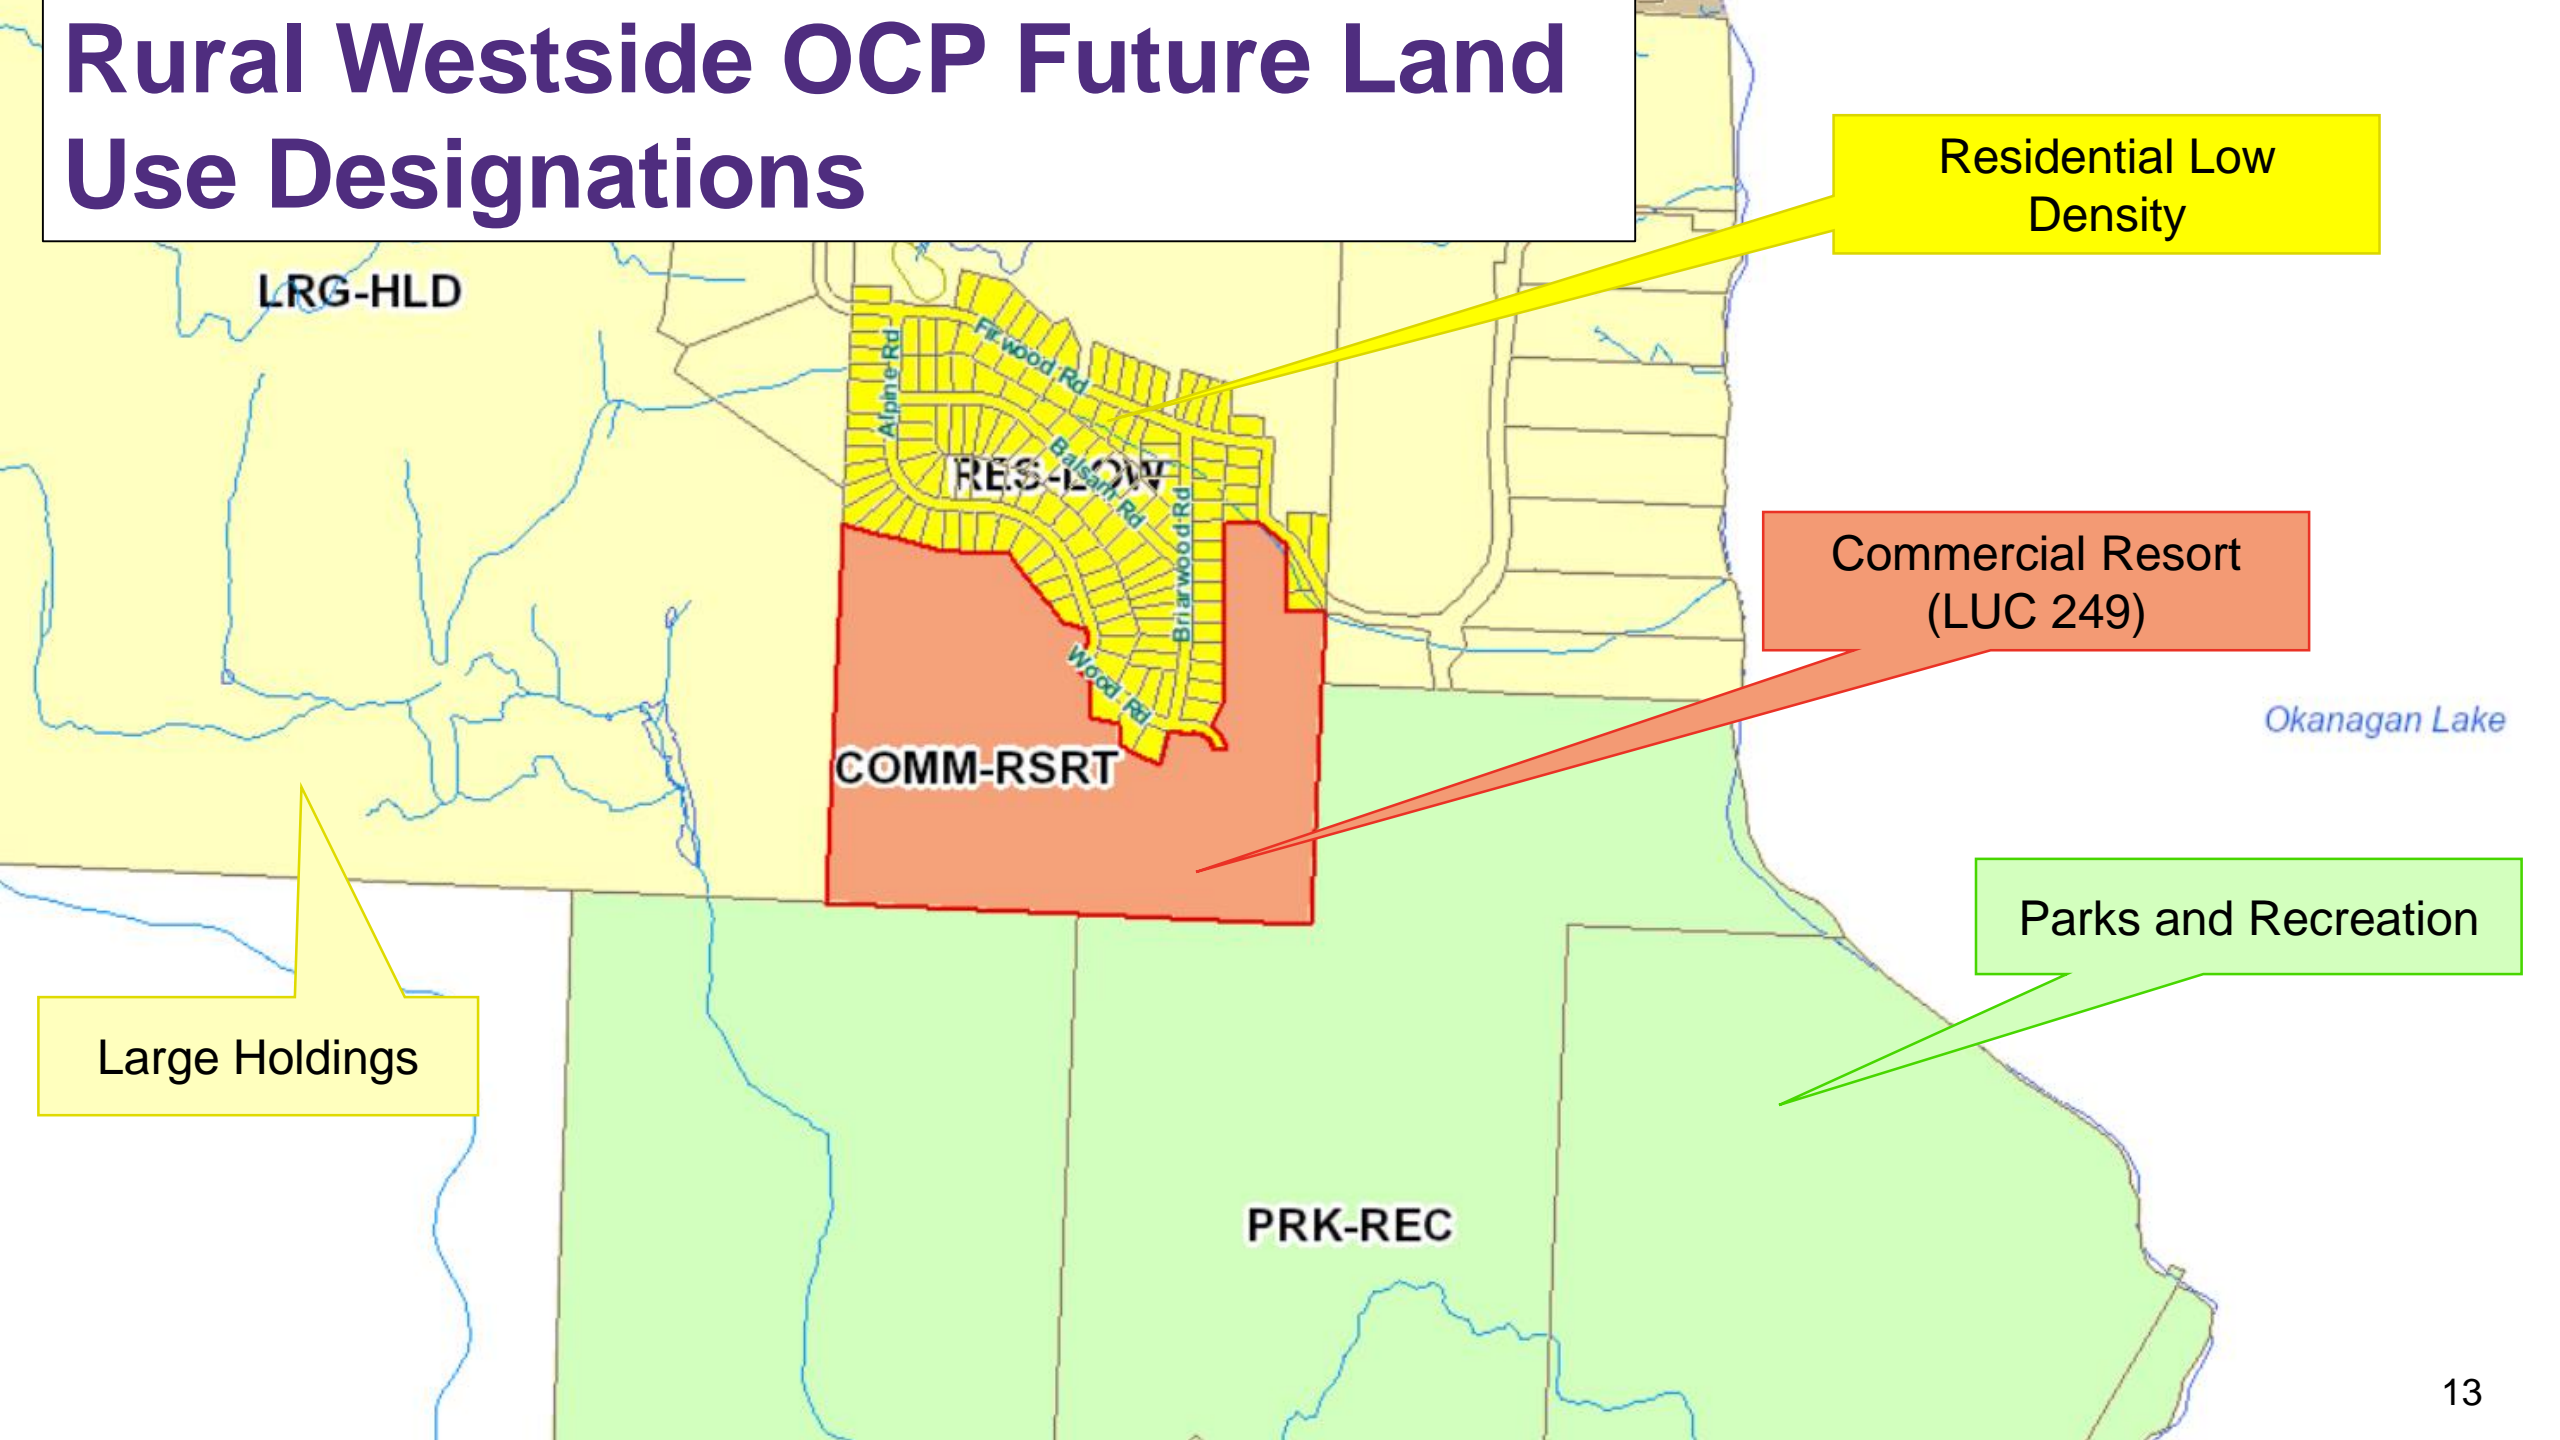 Rural Westside OCP Future Land
Use Designations
Residential Low
Density
LRG-HLD
Fir.wood Rd
Alpine Rd
RES-LOW
Balsam Rd
Briarwood Rd
Commercial Resort
(LUC 249)
Wood Rd
Okanagan Lake
COMM-RSRT
Parks and Recreation
Large Holdings
PRK-REC
13